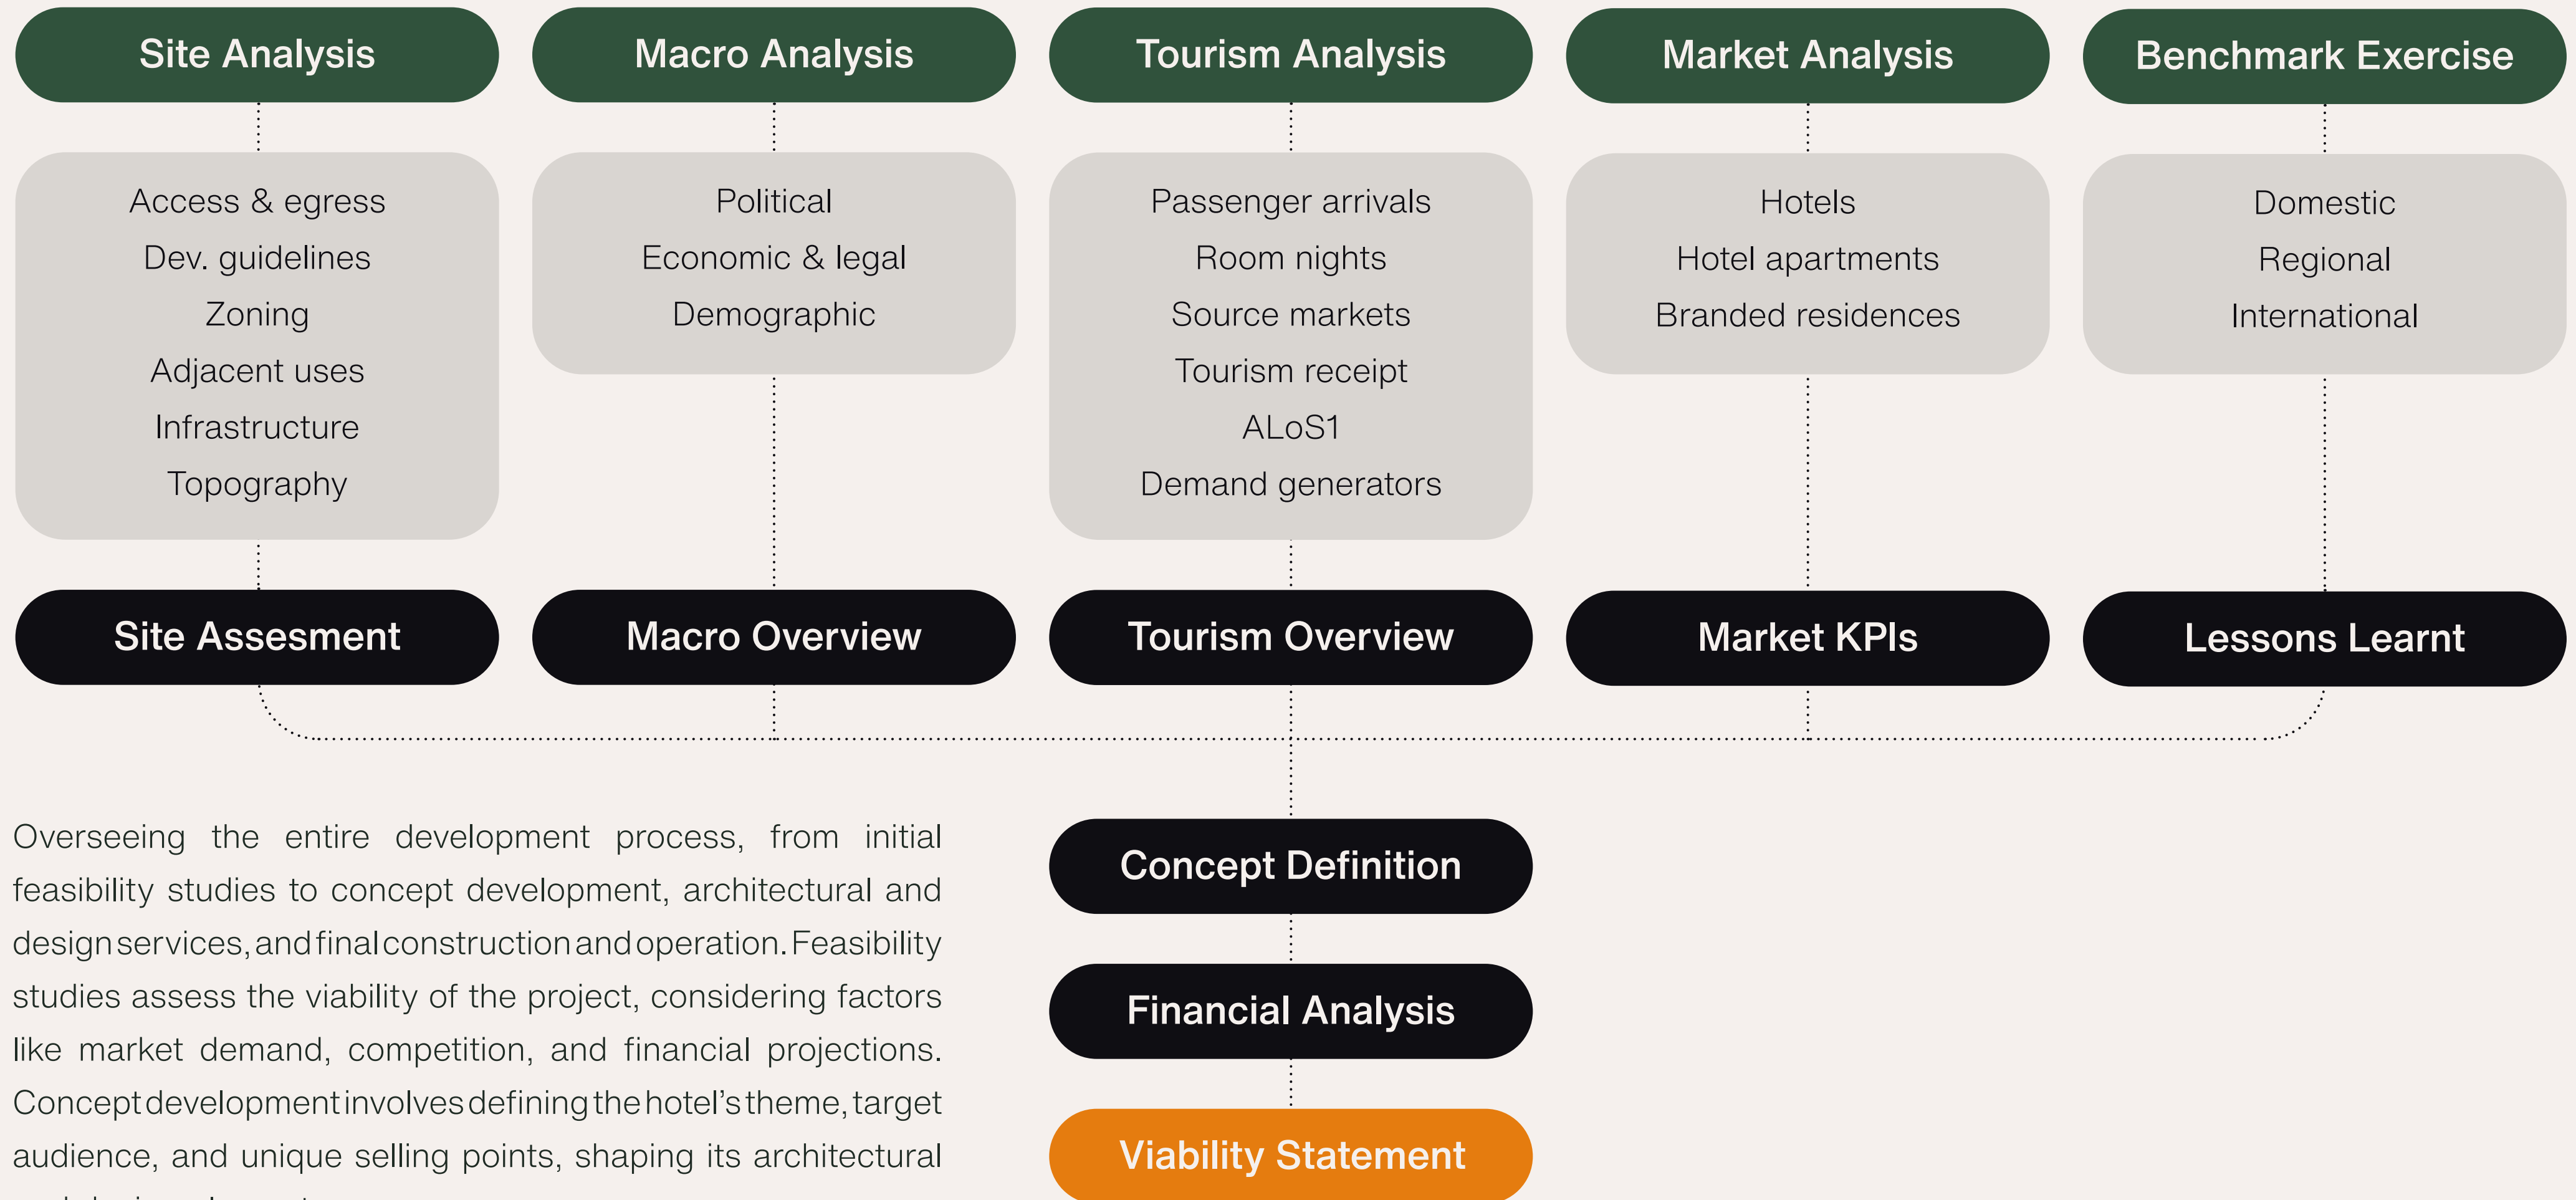 Site Analysis
Macro Analysis
Tourism Analysis
Market Analysis
Benchmark Exercise
Access & egress
Dev. guidelines
Zoning
Adjacent uses
Infrastructure
Topography
Political
Economic & legal
Demographic
Passenger arrivals
Room nights
Source markets
Tourism receipt
ALoS1
Demand generators
Hotels
Hotel apartments
Branded residences
Domestic
Regional
International
Site Assesment
Macro Overview
Tourism Overview
Market KPIs
Lessons Learnt
Overseeing the entire development process, from initial
feasibility studies to concept development, architectural and
design services, and final construction and operation. Feasibility
studies assess the viability of the project, considering factors
like market demand, competition, and financial projections.
Concept development involves defining the hotel's theme, target
audience, and unique selling points, shaping its architectural
Concept Definition
Financial Analysis
Viability Statement